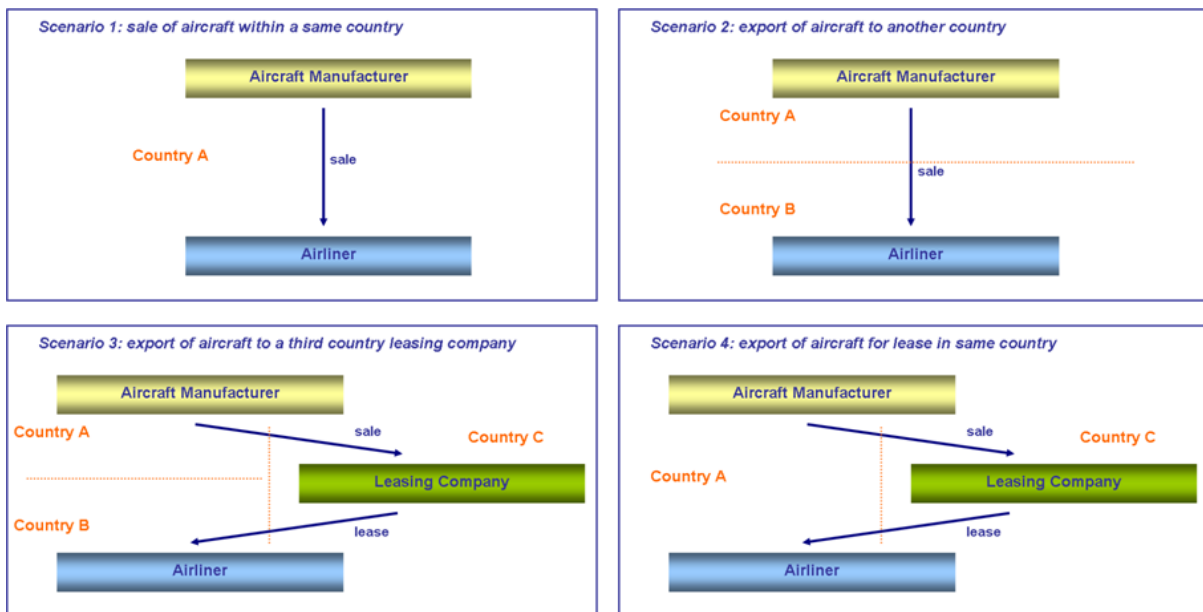 Scenario 1: sale of aircraft within a same country
Aircraft Manufacturer
Country A
sale
Airliner
Scenario 2: export of aircraft to another country
Aircraft Manufacturer
Country A
sale
Country B
Airliner
Scenario 3: export of aircraft to a third country leasing company
Aircraft Manufacturer
Country A
sale
Country C
Leasing Company
Country B
lease
Airliner
Scenario 4: export of aircraft for lease in same country
Aircraft Manufacturer
sale
Country C
Country A
Leasing Company
lease
Airliner